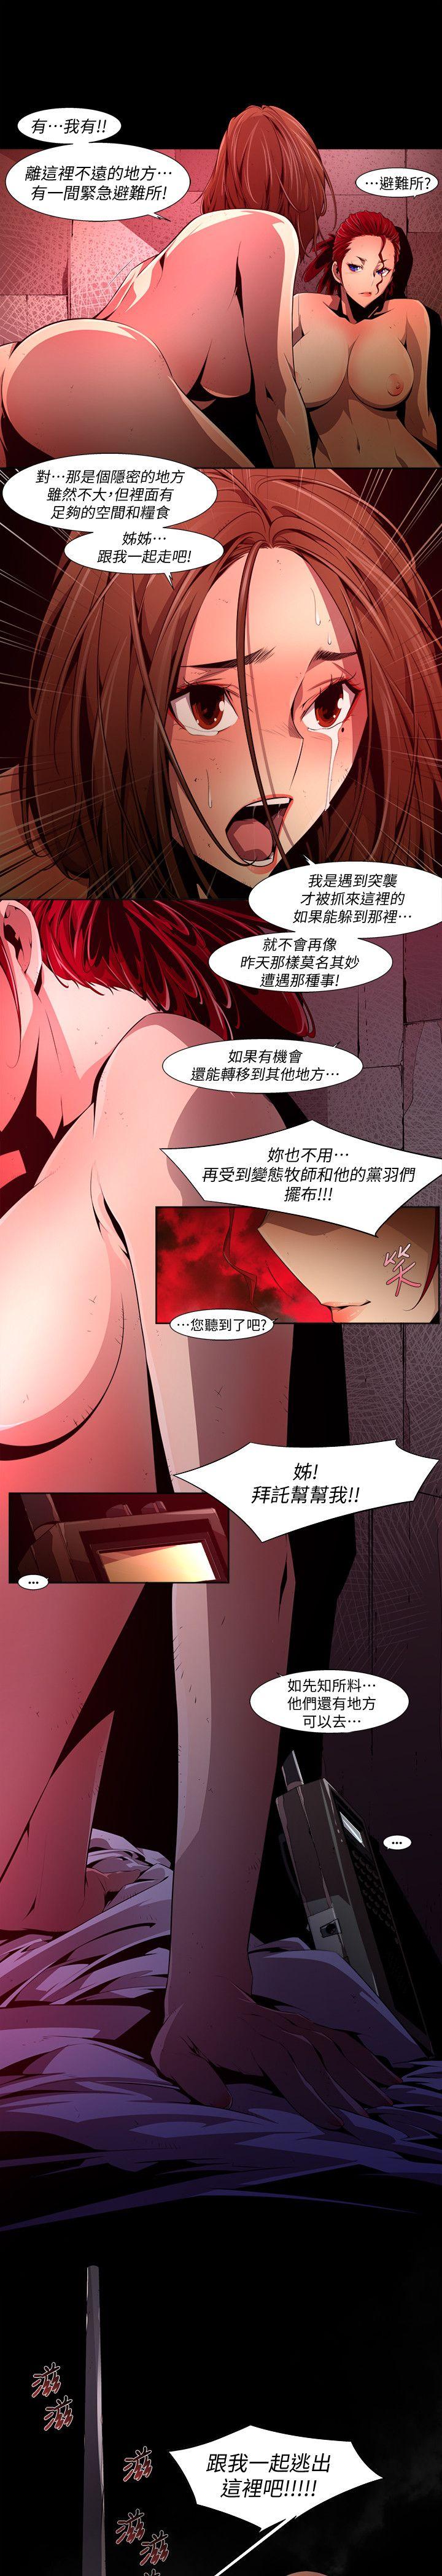 有⋯我有!!
離這裡不遠的地方⋯
有一間緊急避難所!
⋯避難所?
對⋯那是個隱密的地方
雖然不大，但裡面有
足夠的空間和糧食
姊姊⋯
跟我一起走吧!
我是遇到突襲
才被抓來這裡的
如果能躲到那裡⋯
就不會再像
昨天那樣莫名其妙
遭遇那種事!
如果有機會
還能轉移到其他地方⋯
妳也不用⋯
再受到變態牧師和他的黨羽們
擺布!!!
笑
⋯您聽到了吧?
姊!
拜託幫幫我!!
⋯
如先知所料⋯
他們還有地方
可以去⋯
⋯
滋
滋
滋
跟我一起逃出
這裡吧!!!!!
滋
滋